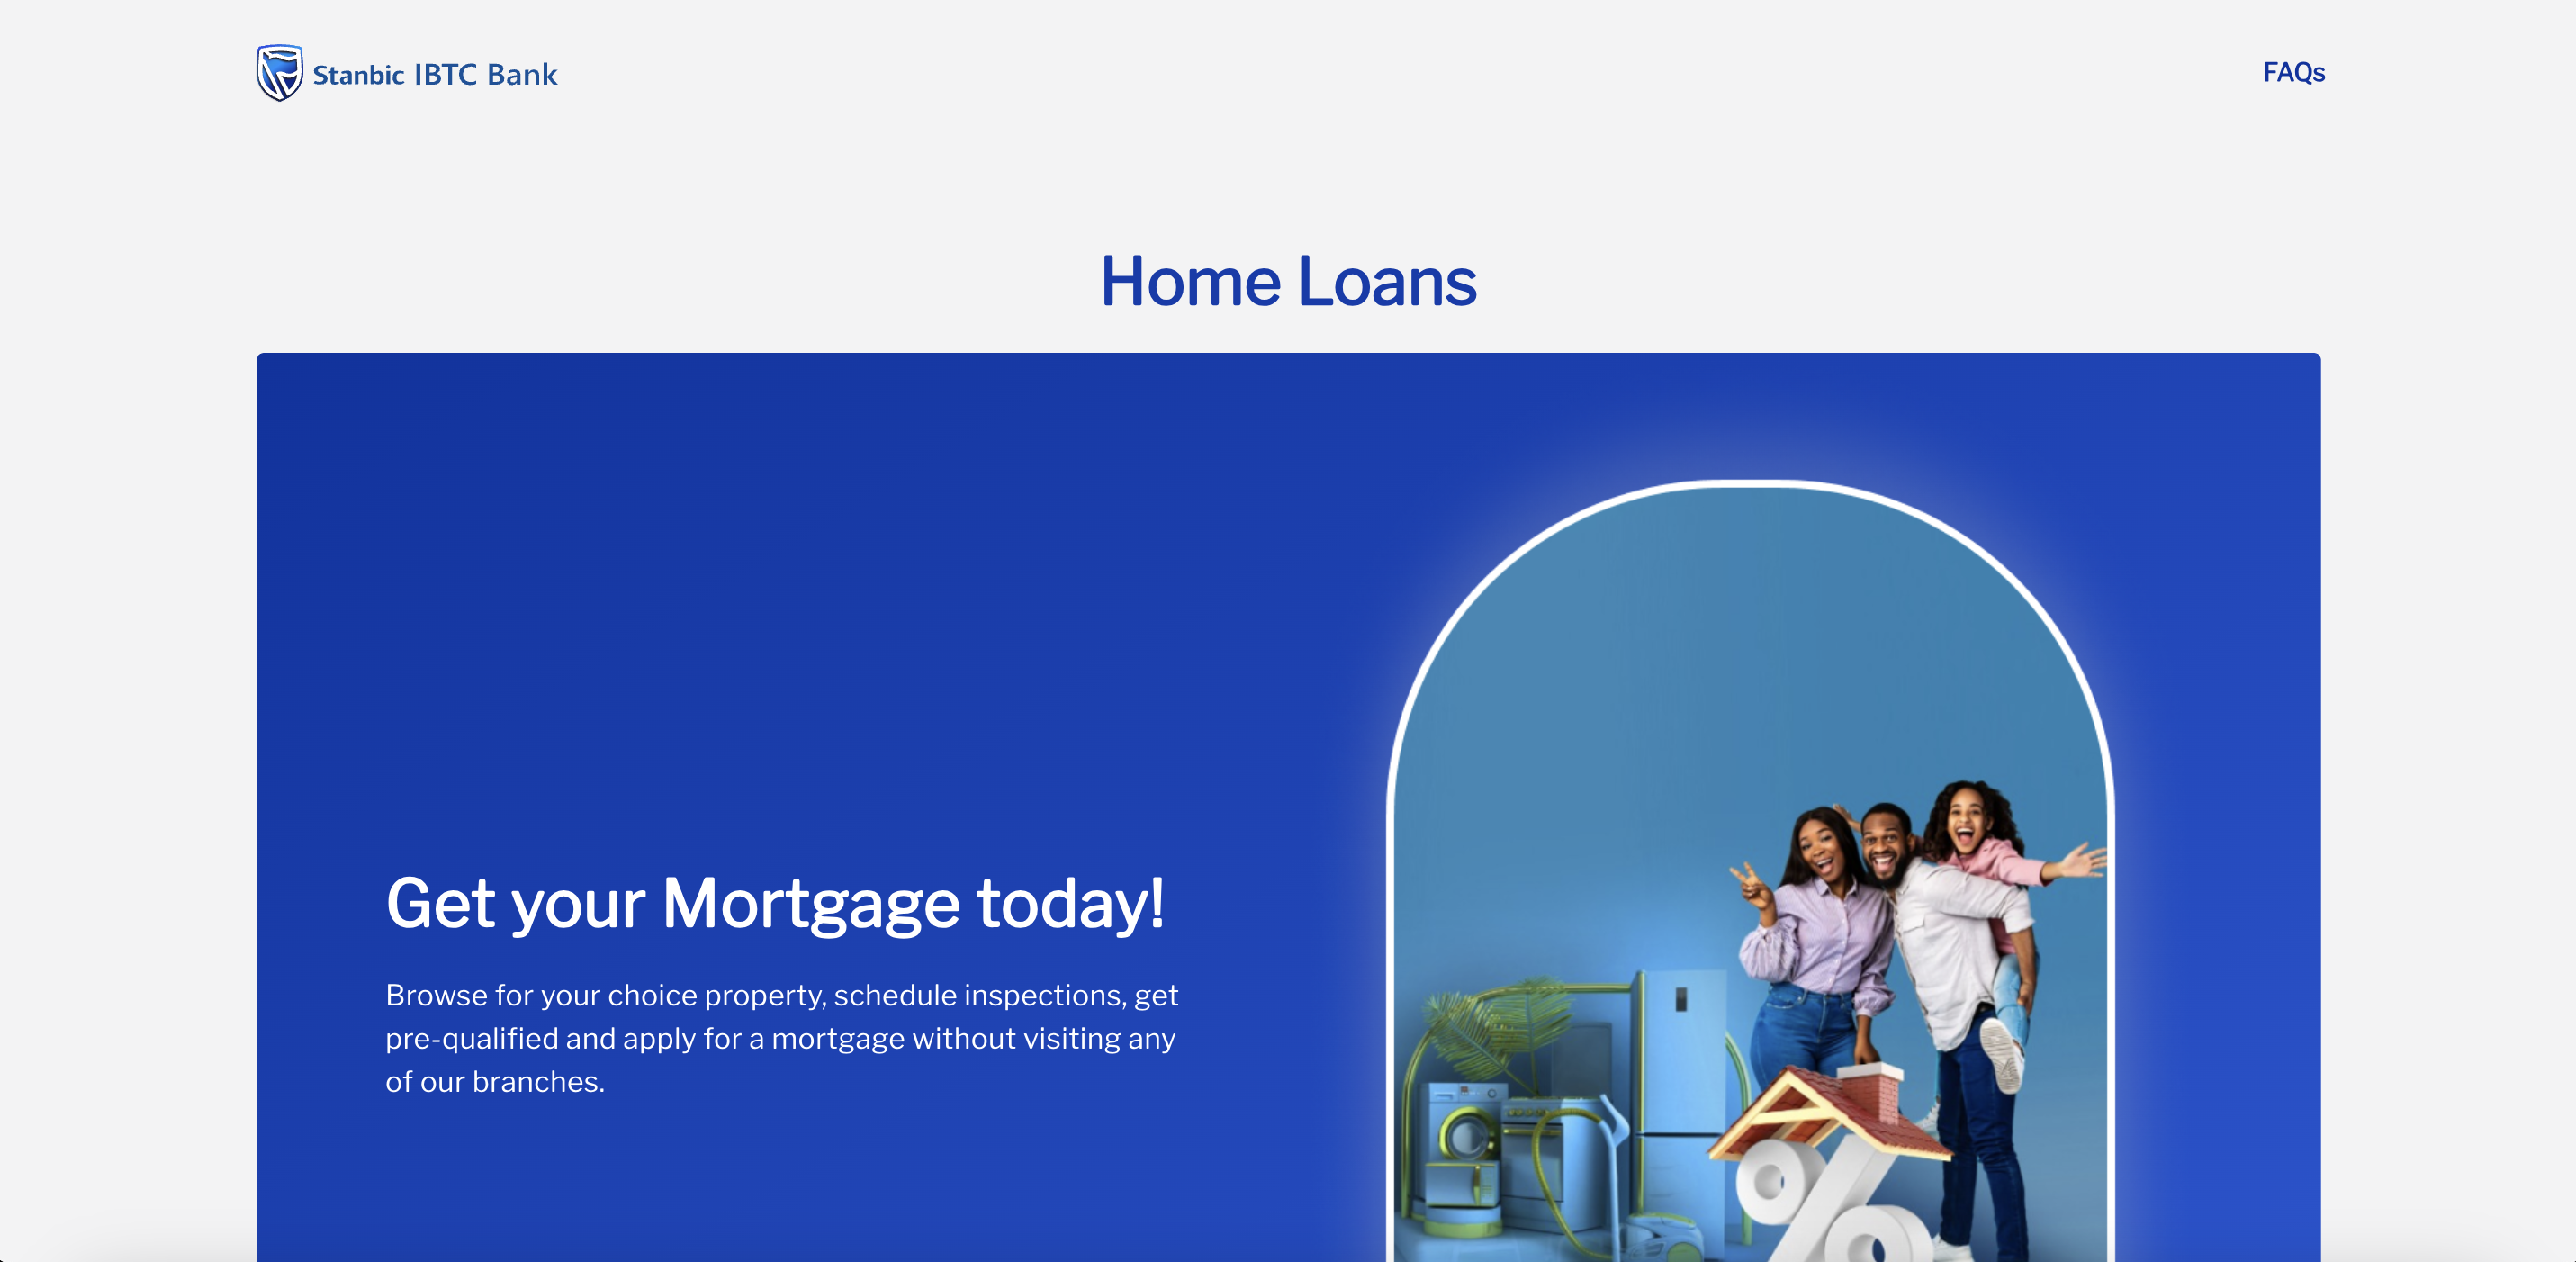 Stanbic IBTC Bank
FAQs
Home Loans
Get your Mortgage today!
Browse for your choice property, schedule inspections, get
pre-qualified and apply for a mortgage without visiting any
of our branches.
%